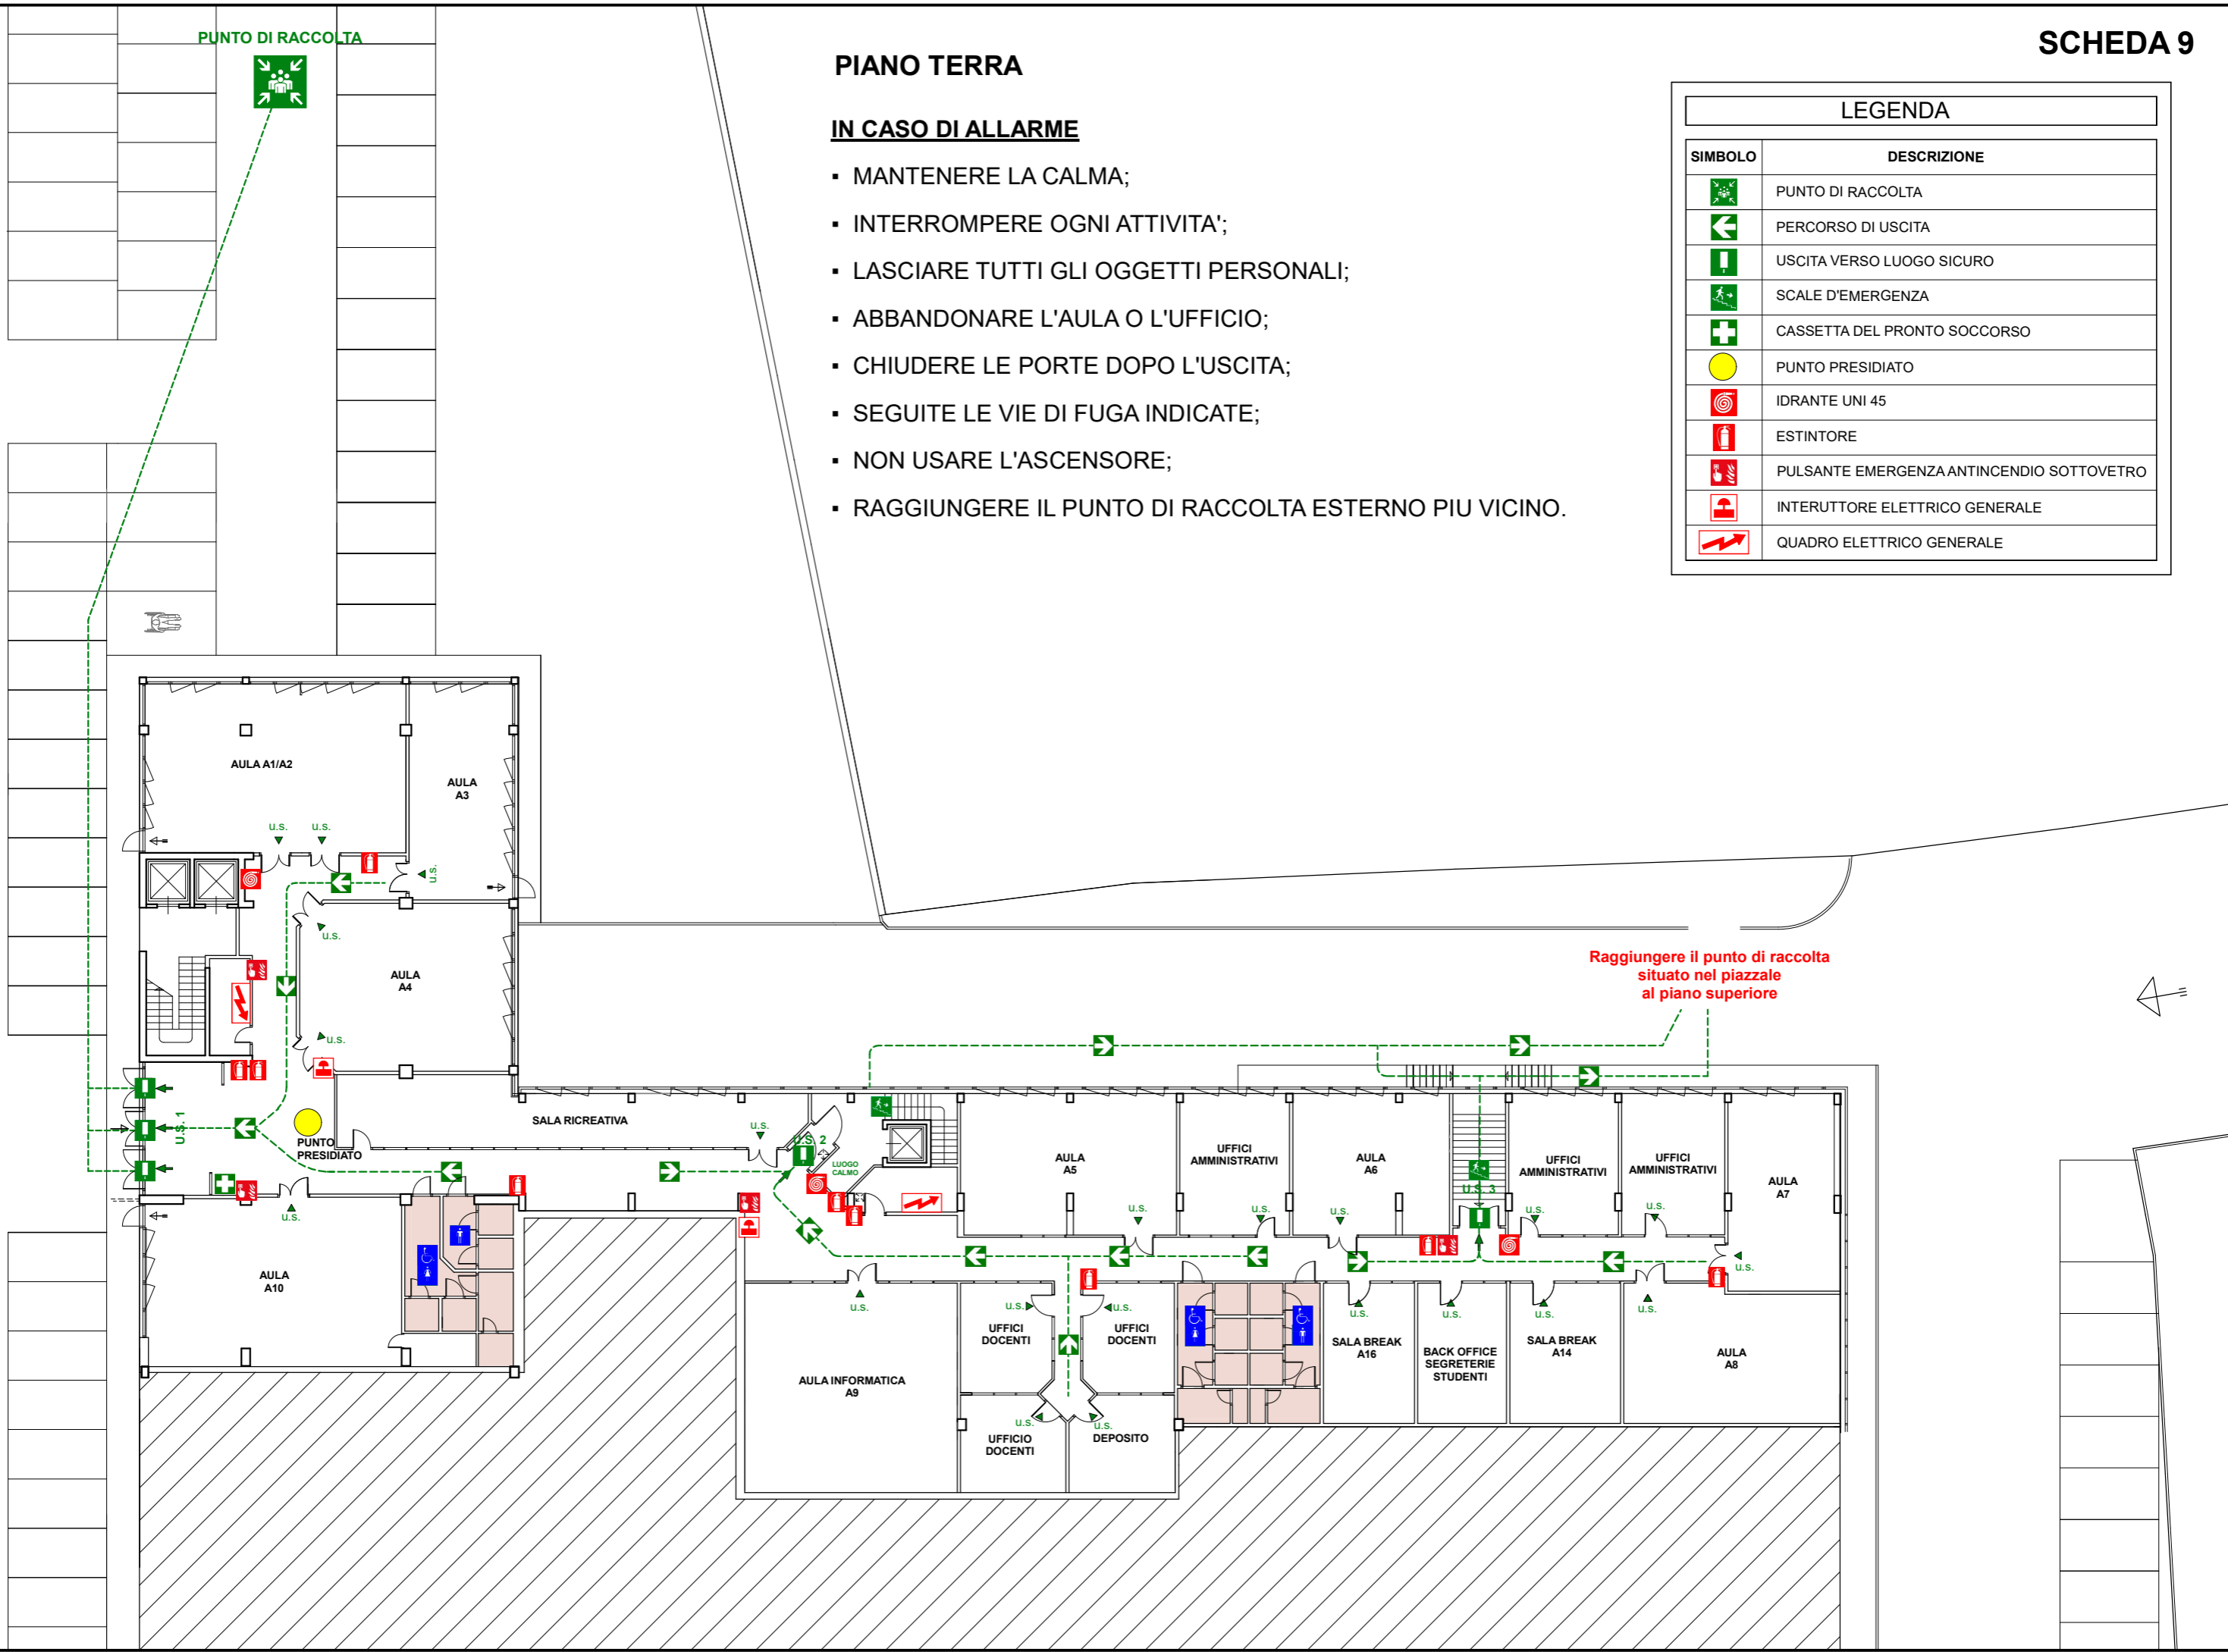 SCHEDA 9
PUNTO DI RACCOLTA
PIANO TERRA
IN CASO DI ALLARME
▪ MANTENERE LA CALMA;
▪ INTERROMPERE OGNI ATTIVITA';
▪ LASCIARE TUTTI GLI OGGETTI PERSONALI;
▪ ABBANDONARE L'AULA O L'UFFICIO;
▪ CHIUDERE LE PORTE DOPO L'USCITA;
▪ SEGUITE LE VIE DI FUGA INDICATE;
▪ NON USARE L'ASCENSORE;
▪ RAGGIUNGERE IL PUNTO DI RACCOLTA ESTERNO PIU VICINO.
LEGENDA
SIMBOLO DESCRIZIONE
PUNTO DI RACCOLTA
PERCORSO DI USCITA
USCITA VERSO LUOGO SICURO
SCALE D'EMERGENZA
CASSETTA DEL PRONTO SOCCORSO
PUNTO PRESIDIATO
IDRANTE UNI 45
ESTINTORE
PULSANTE EMERGENZA ANTINCENDIO SOTTOVETRO
INTERUTTORE ELETTRICO GENERALE
QUADRO ELETTRICO GENERALE
AULA A1/A2
AULA
A3
u.s.
u.s.
u.s.
u.s.
AULA
A4
u.s.
Raggiungere il punto di raccolta
situato nel piazzale
al piano superiore
U.S. 1
PUNTO
PRESIDIATO
SALA RICREATIVA
u.s.
U.S. 2
LUOGO
CALMO
AULA
A5
UFFICI
AMMINISTRATIVI
AULA
A6
U.S. 3
UFFICI
AMMINISTRATIVI
UFFICI
AMMINISTRATIVI
AULA
A7
u.s.
u.s.
u.s.
u.s.
u.s.
u.s.
u.s.
AULA
A10
u.s.
u.s.
u.s.
u.s.
u.s.
u.s.
u.s.
UFFICI
DOCENTI
UFFICI
DOCENTI
SALA BREAK
A16
BACK OFFICE
SEGRETERIE
STUDENTI
SALA BREAK
A14
AULA
A8
AULA INFORMATICA
A9
u.s.
u.s.
UFFICIO
DOCENTI
DEPOSITO